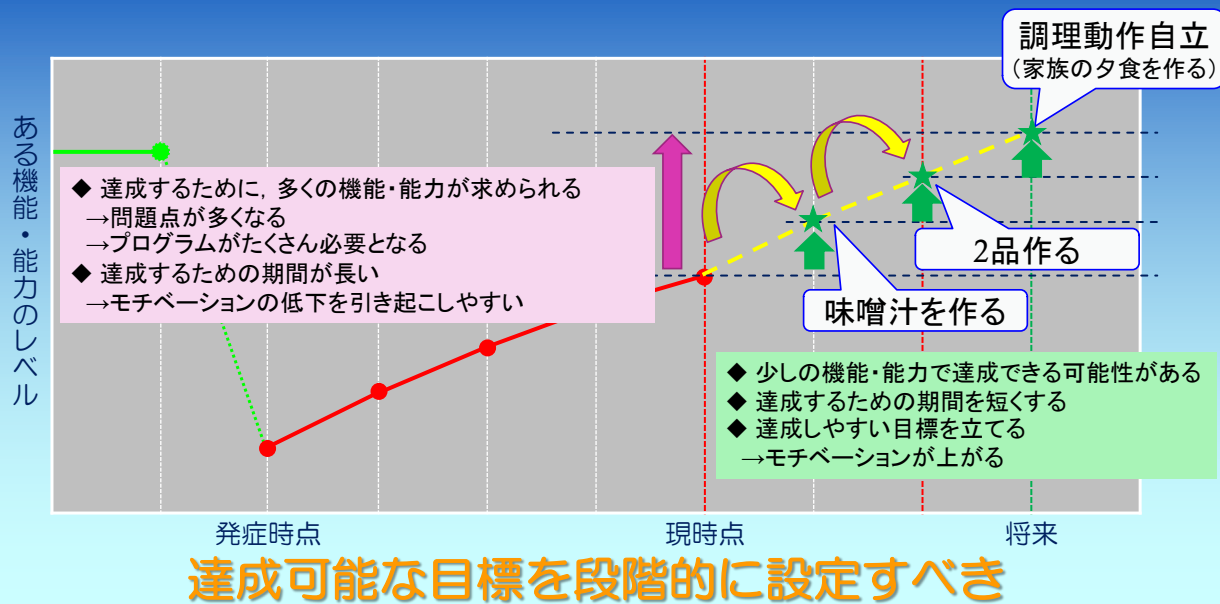 調理動作自立
(家族の夕食を作る)
ある機能・能力のレベル
◆ 達成するために，多くの機能・能力が求められる
→問題点が多くなる
→プログラムがたくさん必要となる
◆ 達成するための期間が長い
→モチベーションの低下を引き起こしやすい
2品作る
味噌汁を作る
◆ 少しの機能・能力で達成できる可能性がある
◆ 達成するための期間を短くする
◆ 達成しやすい目標を立てる
→モチベーションが上がる
発症時点
現時点
将来
達成可能な目標を段階的に設定すべき